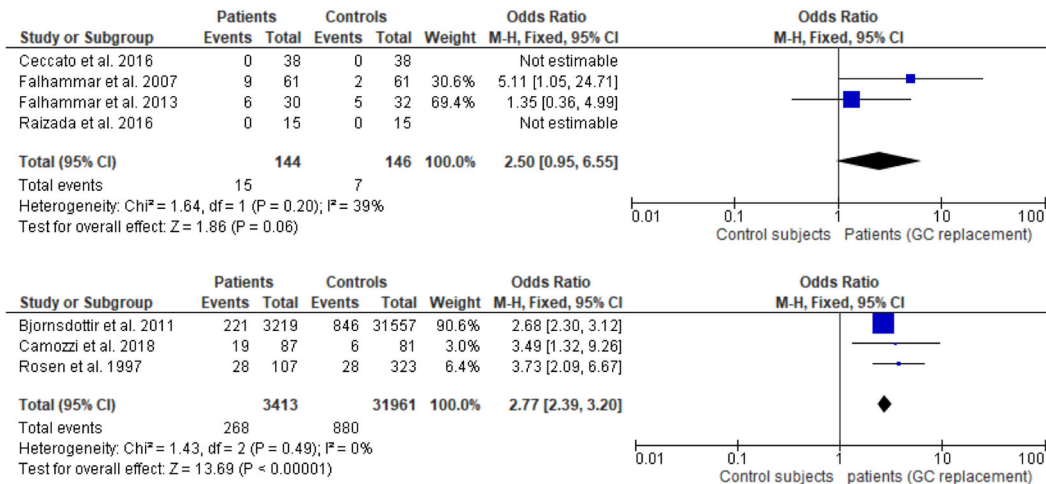 Patients Controls Odds Ratio Odds Ratio
Study or Subgroup Events Total Events Total Weight M-H, Fixed, 95% CI M-H, Fixed, 95% CI
Ceccato et al. 2016 0 38 0 38 Not estimable
Falhammar et al. 2007 9 61 2 61 30.6% 5.11 [1.05, 24.71]
Falhammar et al. 2013 6 30 5 32 69.4% 1.35 [0.36, 4.99]
Raizada et al. 2016 0 15 0 15 Not estimable
Total (95% CI) 144 146 100.0% 2.50 [0.95, 6.55]
Total events 15 7
Heterogeneity: Chi² = 1.64, df = 1 (P = 0.20); I² = 39%
Test for overall effect: Z = 1.86 (P = 0.06)
0.01 0.1 1 10 100
Control subjects Patients (GC replacement)
Patients Controls Odds Ratio Odds Ratio
Study or Subgroup Events Total Events Total Weight M-H, Fixed, 95% CI M-H, Fixed, 95% CI
Bjornsdottir et al. 2011 221 3219 846 31557 90.6% 2.68 [2.30, 3.12]
Camozzi et al. 2018 19 87 6 81 3.0% 3.49 [1.32, 9.26]
Rosen et al. 1997 28 107 28 323 6.4% 3.73 [2.09, 6.67]
Total (95% CI) 3413 31961 100.0% 2.77 [2.39, 3.20]
Total events 268 880
Heterogeneity: Chi² = 1.43, df = 2 (P = 0.49); I² = 0%
Test for overall effect: Z = 13.69 (P < 0.00001)
0.01 0.1 1 10 100
Control subjects patients (GC replacement)